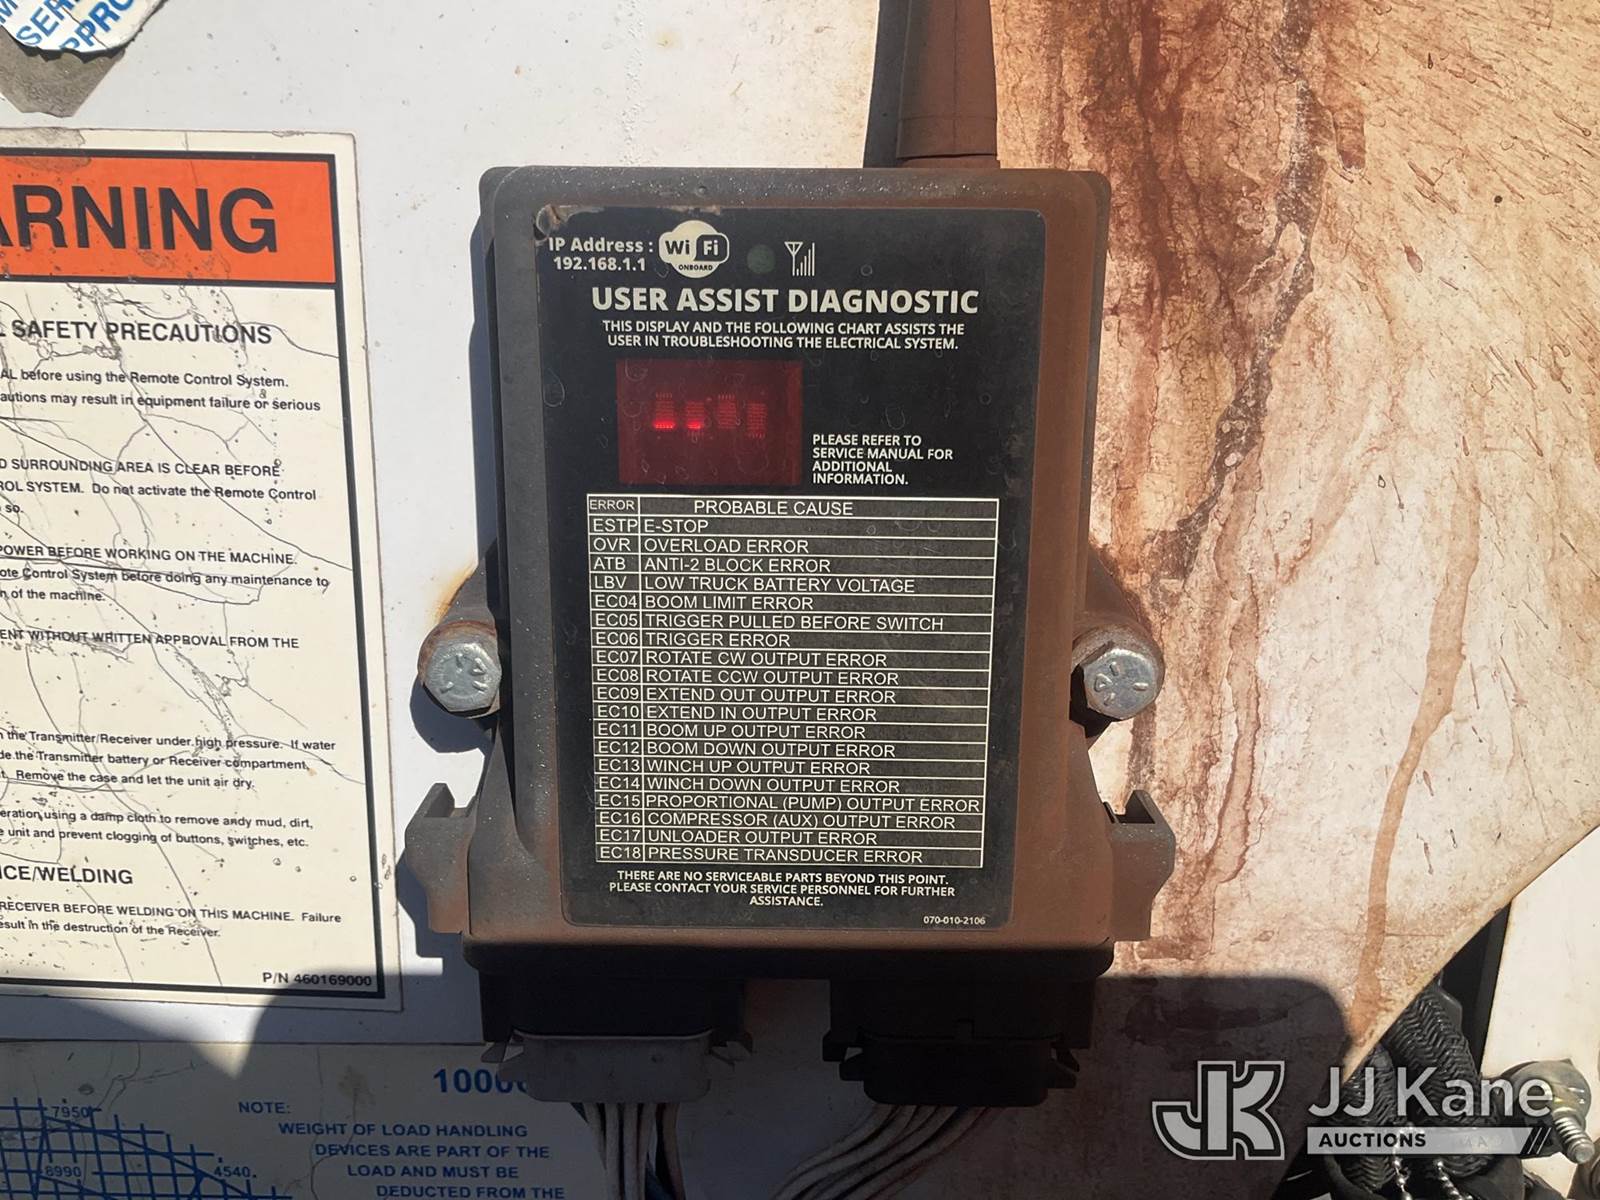 SER
PPRO
ARNING
L SAFETY PRECAUTIONS
AL before using the Remote Control System.
autions may result in equipment failure or serious
D SURROUNDING AREA IS CLEAR BEFORE
ROL SYSTEM. Do not activate the Remote Control
so.
POWER BEFORE WORKING ON THE MACHINE.
ote Control System before doing any maintenance to
n of the machine.
ENT WITHOUT WRITTEN APPROVAL FROM THE
n the Transmitter/Receiver under high pressure. If water
de the Transmitter battery or Receiver compartment,
t. Remove the case and let the unit air dry.
eration using a damp cloth to remove andy mud, dirt,
e unit and prevent clogging of buttons, switches, etc.
ICE/WELDING
RECEIVER BEFORE WELDING ON THIS MACHINE. Failure
esult in the destruction of the Receiver.
P/N 460169000
IP Address :
192.168.1.1
Wi Fi
ONBOARD
USER ASSIST DIAGNOSTIC
THIS DISPLAY AND THE FOLLOWING CHART ASSISTS THE
USER IN TROUBLESHOOTING THE ELECTRICAL SYSTEM.
PLEASE REFER TO
SERVICE MANUAL FOR
ADDITIONAL
INFORMATION.
ERROR PROBABLE CAUSE
ESTP E-STOP
OVR OVERLOAD ERROR
ATB ANTI-2 BLOCK ERROR
LBV LOW TRUCK BATTERY VOLTAGE
EC04 BOOM LIMIT ERROR
EC05 TRIGGER PULLED BEFORE SWITCH
EC06 TRIGGER ERROR
EC07 ROTATE CW OUTPUT ERROR
EC08 ROTATE CCW OUTPUT ERROR
EC09 EXTEND OUT OUTPUT ERROR
EC10 EXTEND IN OUTPUT ERROR
EC11 BOOM UP OUTPUT ERROR
EC12 BOOM DOWN OUTPUT ERROR
EC13 WINCH UP OUTPUT ERROR
EC14 WINCH DOWN OUTPUT ERROR
EC15 PROPORTIONAL (PUMP) OUTPUT ERROR
EC16 COMPRESSOR (AUX) OUTPUT ERROR
EC17 UNLOADER OUTPUT ERROR
EC18 PRESSURE TRANSDUCER ERROR
THERE ARE NO SERVICEABLE PARTS BEYOND THIS POINT.
PLEASE CONTACT YOUR SERVICE PERSONNEL FOR FURTHER
ASSISTANCE.
070-010-2106
1000
NOTE:
WEIGHT OF LOAD HANDLING
DEVICES ARE PART OF THE
LOAD AND MUST BE
DEDUCTED FROM THE
7950
8990
4540
JK JJ Kane
AUCTIONS